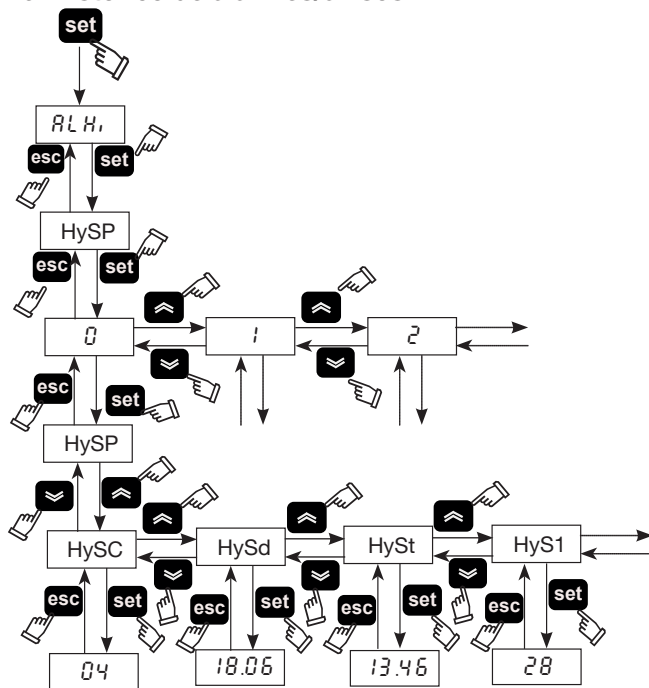 set
ALHi
esc set
HySP
esc set
0 1 2
esc set
HySP
HySC HySd HySt HyS1
esc set esc set esc set esc set
04 18.06 13.46 28